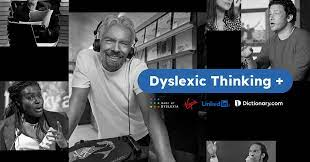 Dyslexic Thinking +
MADE BY
DYSLEXIA
Virgin
LinkedIn
Dictionary.com